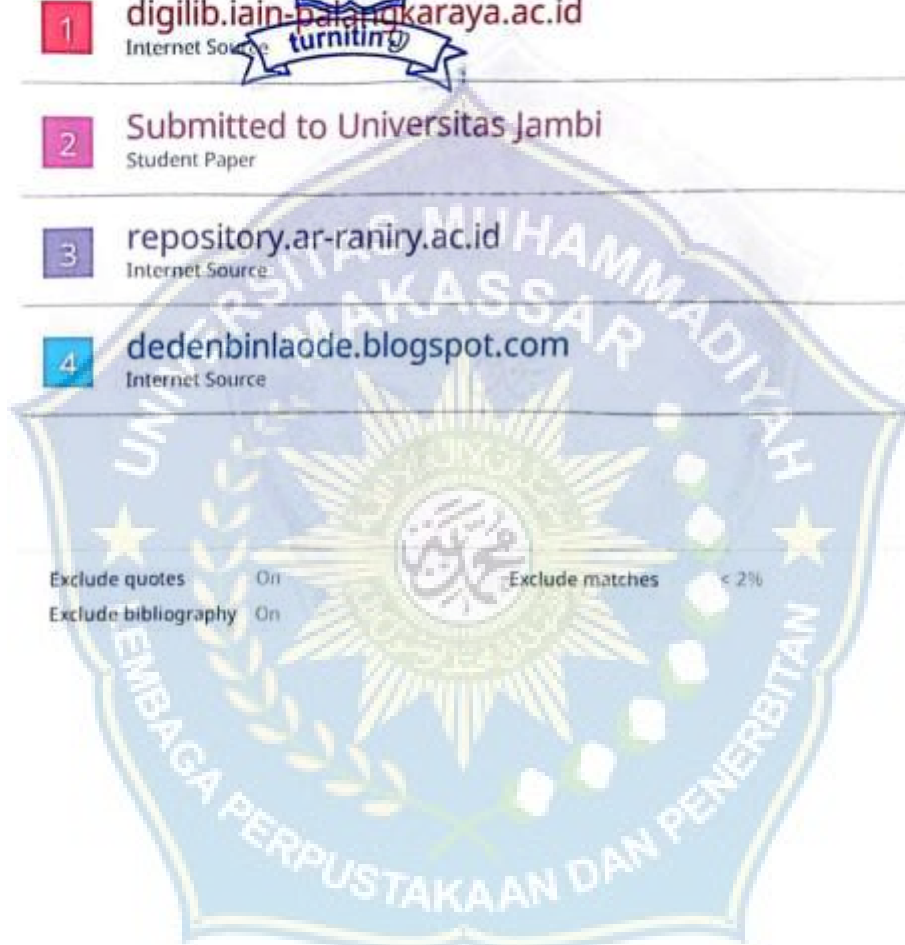 1 digilib.iain-palangkaraya.ac.id
Internet Source
turnitin
2 Submitted to Universitas Jambi
Student Paper
3 repository.ar-raniry.ac.id
Internet Source
4 dedenbinlaode.blogspot.com
Internet Source
UNIVERSITAS MUHAMMADIYAH
MAKASSAR
Exclude quotes On
Exclude matches < 2%
Exclude bibliography On
LEMBAGA PERPUSTAKAAN DAN PENERBITAN